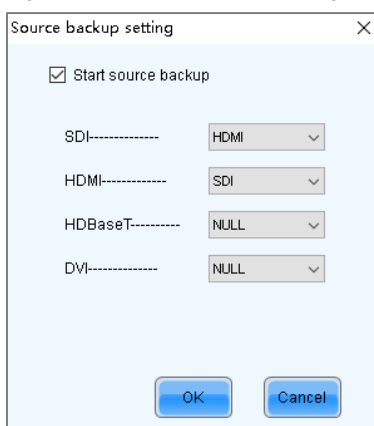 Source backup setting
Start source backup
SDI-------------- HDMI
HDMI------------- SDI
HDBaseT---------- NULL
DVI-------------- NULL
OK Cancel